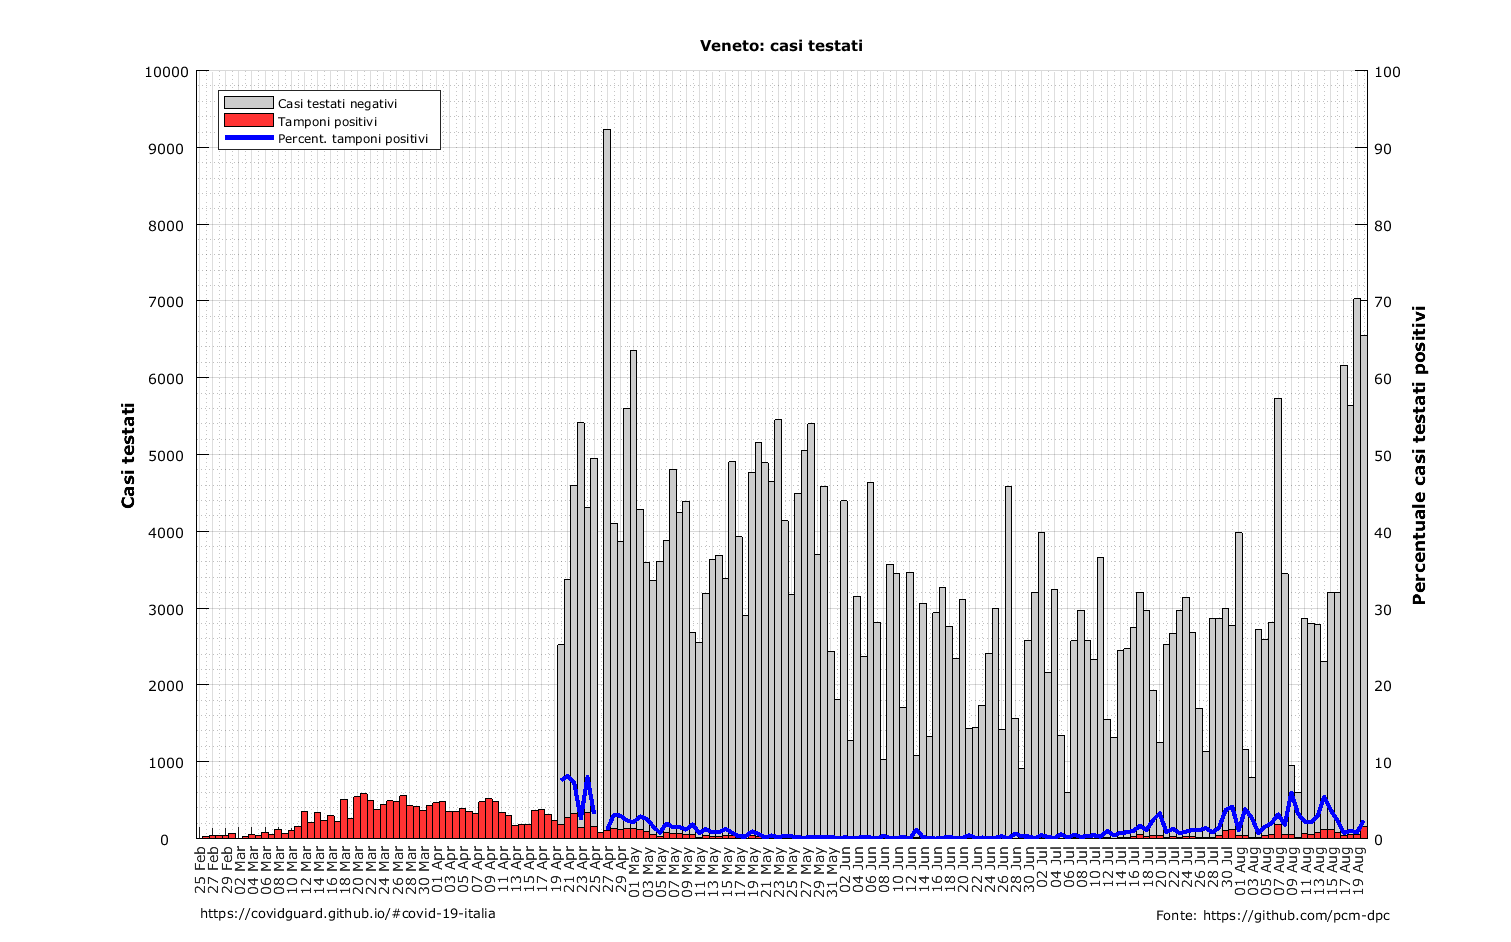 Veneto: casi testati
10000
9000
8000
7000
6000
5000
4000
3000
2000
1000
0
Casi testati
Casi testati negativi
Tamponi positivi
Percent. tamponi positivi
100
90
80
70
60
50
40
30
20
10
0
Percentuale casi testati positivi
25 Feb
27 Feb
29 Feb
02 Mar
04 Mar
06 Mar
08 Mar
10 Mar
12 Mar
14 Mar
16 Mar
18 Mar
20 Mar
22 Mar
24 Mar
26 Mar
28 Mar
30 Mar
01 Apr
03 Apr
05 Apr
07 Apr
09 Apr
11 Apr
13 Apr
15 Apr
17 Apr
19 Apr
21 Apr
23 Apr
25 Apr
27 Apr
29 Apr
01 May
03 May
05 May
07 May
09 May
11 May
13 May
15 May
17 May
19 May
21 May
23 May
25 May
27 May
29 May
31 May
02 Jun
04 Jun
06 Jun
08 Jun
10 Jun
12 Jun
14 Jun
16 Jun
18 Jun
20 Jun
22 Jun
24 Jun
26 Jun
28 Jun
30 Jun
02 Jul
04 Jul
06 Jul
08 Jul
10 Jul
12 Jul
14 Jul
16 Jul
18 Jul
20 Jul
22 Jul
24 Jul
26 Jul
28 Jul
30 Jul
01 Aug
03 Aug
05 Aug
07 Aug
09 Aug
11 Aug
13 Aug
15 Aug
17 Aug
19 Aug
https://covidguard.github.io/#covid-19-italia
Fonte: https://github.com/pcm-dpc